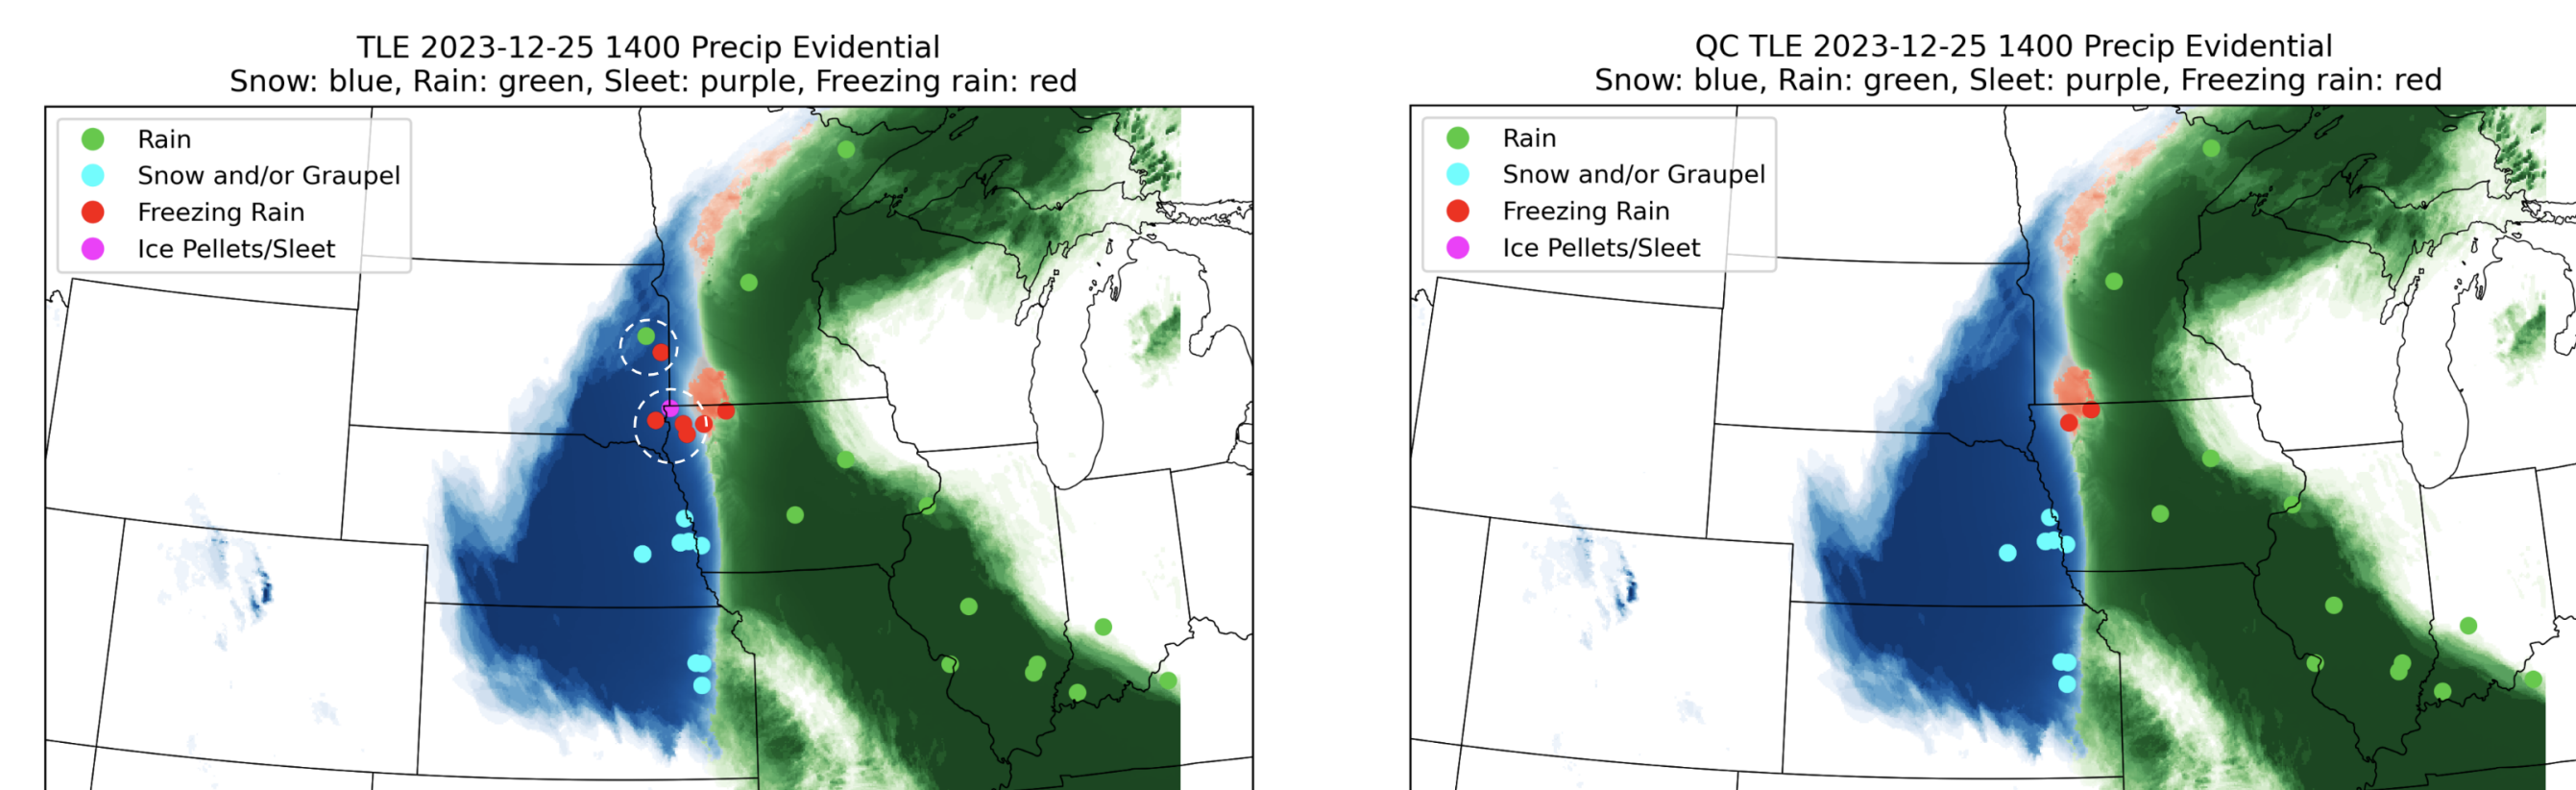 TLE 2023-12-25 1400 Precip Evidential
Snow: blue, Rain: green, Sleet: purple, Freezing rain: red
Rain
Snow and/or Graupel
Freezing Rain
Ice Pellets/Sleet
QC TLE 2023-12-25 1400 Precip Evidential
Snow: blue, Rain: green, Sleet: purple, Freezing rain: red
Rain
Snow and/or Graupel
Freezing Rain
Ice Pellets/Sleet